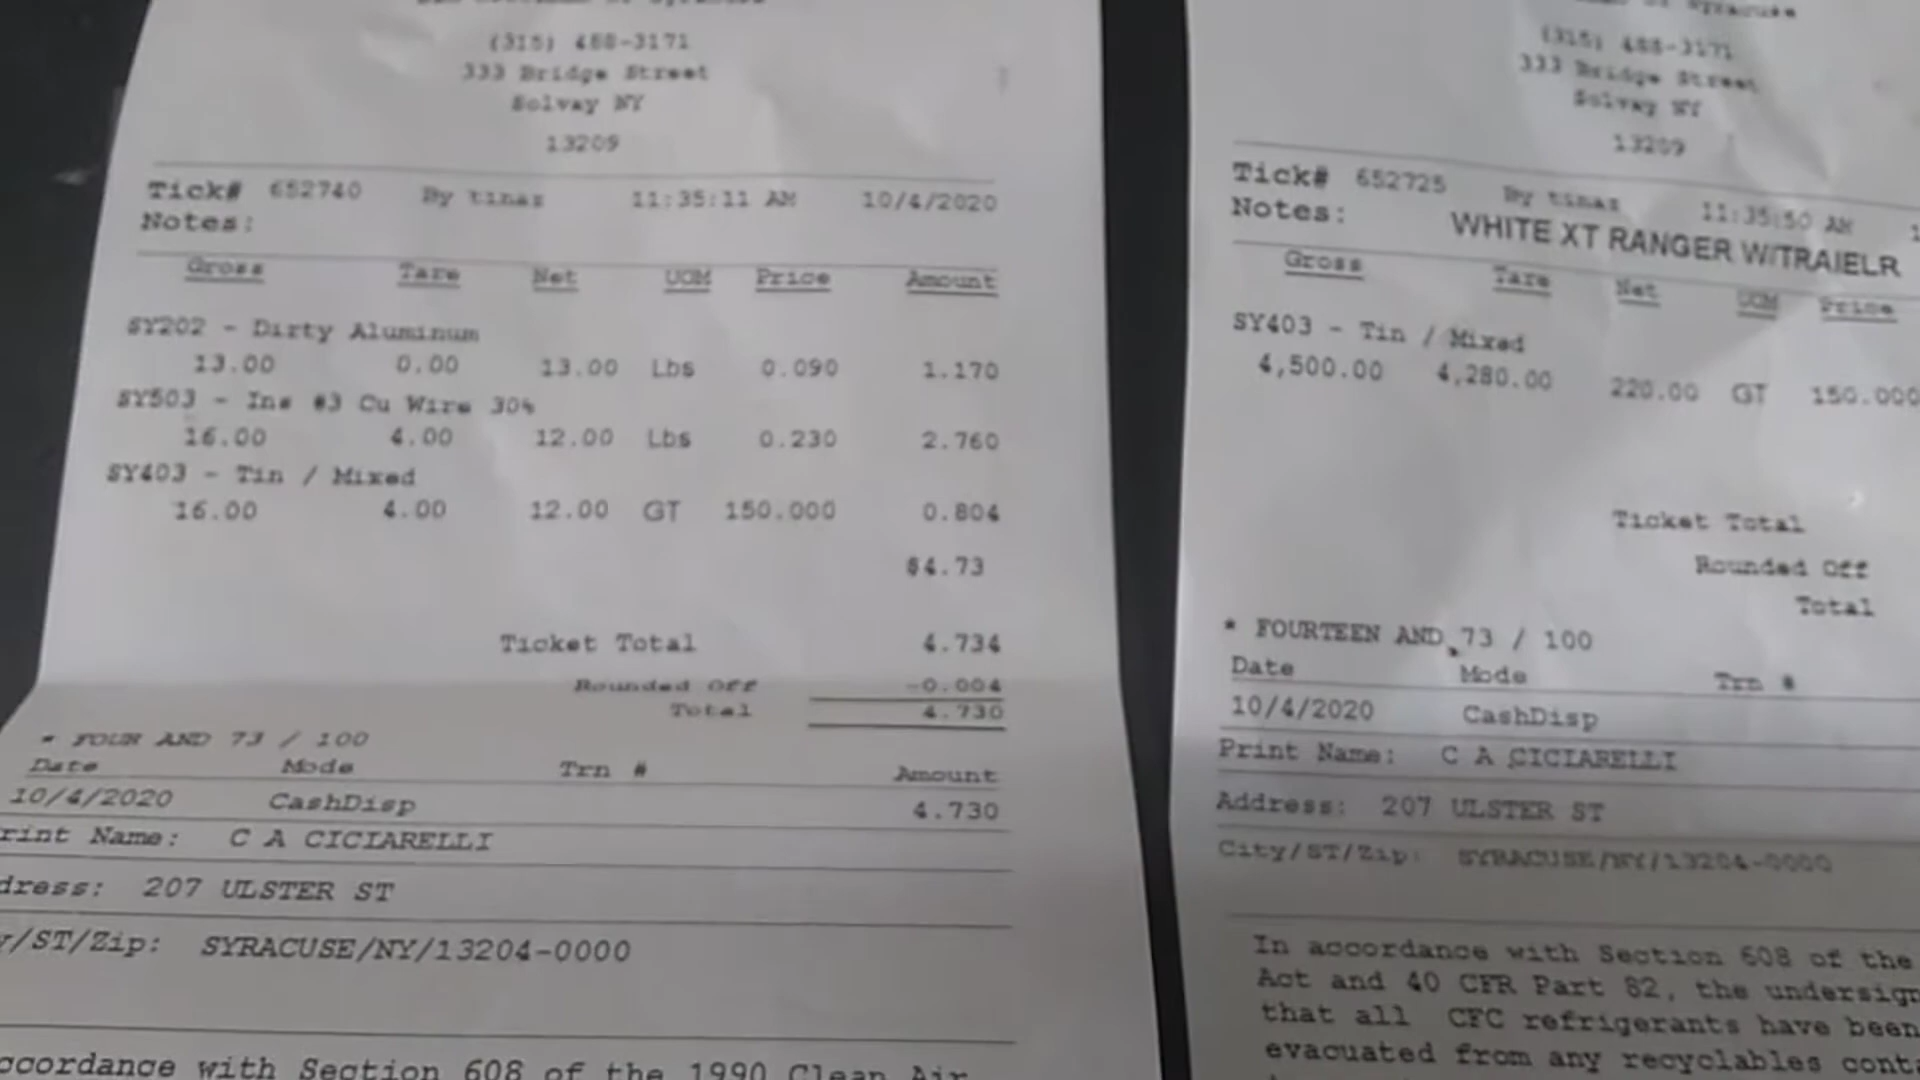 (315) 488-3171
333 Bridge Street
Solvay NY
13209
Tick# 652740 By tinaz 11:35:11 AM 10/4/2020
Notes:
Gross Tare Net UOM Price Amount
SY202 - Dirty Aluminum
13.00 0.00 13.00 Lbs 0.090 1.170
SY503 - Ins #3 Cu Wire 30%
16.00 4.00 12.00 Lbs 0.230 2.760
SY403 - Tin / Mixed
16.00 4.00 12.00 GT 150.000 0.804
$4.73
Ticket Total 4.734
Rounded Off -0.004
Total 4.730
* FOUR AND 73 / 100
Date Mode Trn # Amount
10/4/2020 CashDisp 4.730
rint Name: C A CICIARELLI
dress: 207 ULSTER ST
y/ST/Zip: SYRACUSE/NY/13204-0000
ccordance with Section 608 of the 1990 Clean Air
of Syracuse
(315) 488-3171
333 Bridge Street
Solvay NY
13209
Tick# 652725 By tinaz 11:35:50 AM 1
Notes: WHITE XT RANGER W/TRAIELR
Gross Tare Net UOM Price
SY403 - Tin / Mixed
4,500.00 4,280.00 220.00 GT 150.000
Ticket Total
Rounded Off
Total
* FOURTEEN AND 73 / 100
Date Mode Trn #
10/4/2020 CashDisp
Print Name: C A CICIARELLI
Address: 207 ULSTER ST
City/ST/Zip: SYRACUSE/NY/13204-0000
In accordance with Section 608 of the
Act and 40 CFR Part 82, the undersign
that all CFC refrigerants have been
evacuated from any recyclables conta